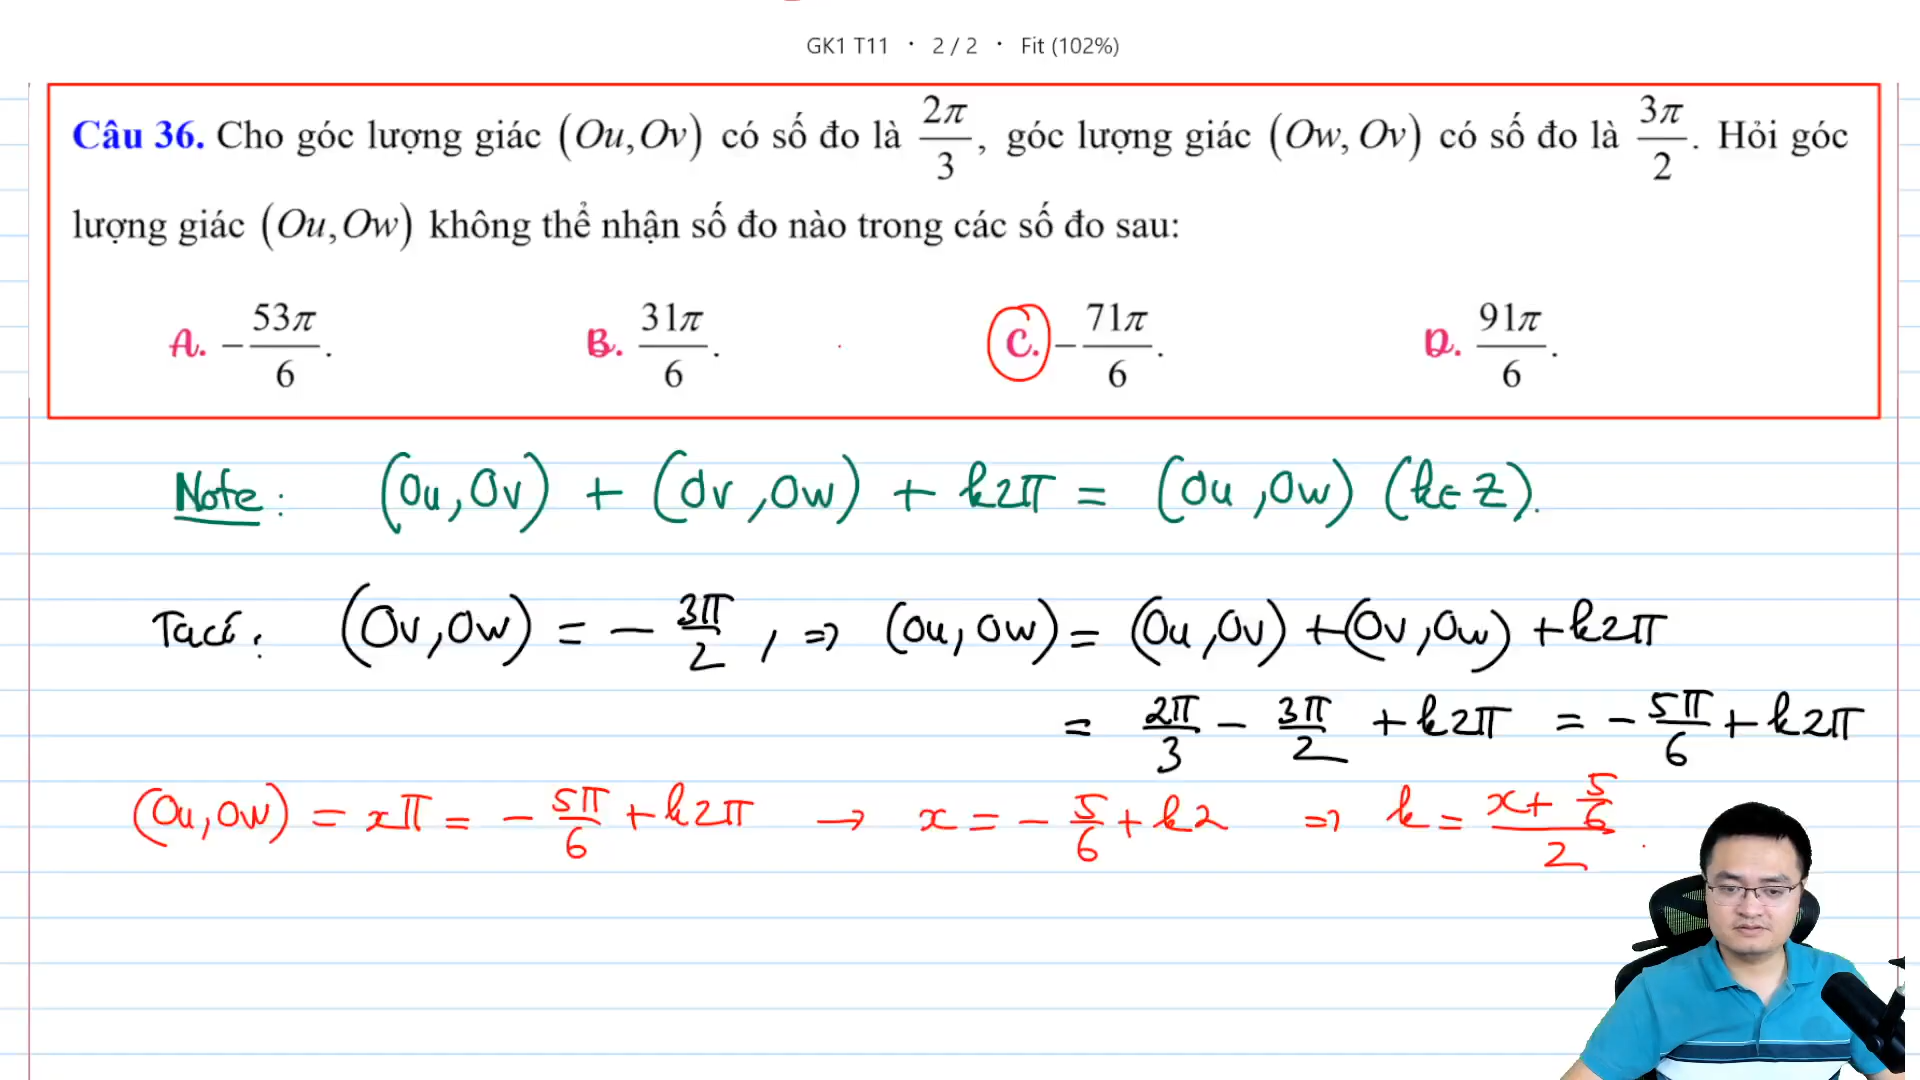 GK1 T11 • 2 / 2 • Fit (102%)
Câu 36. Cho góc lượng giác (Ou, Ov) có số đo là 2π/3, góc lượng giác (Ow, Ov) có số đo là 3π/2. Hỏi góc
lượng giác (Ou, Ow) không thể nhận số đo nào trong các số đo sau:
A. -53π/6. B. 31π/6. C. -71π/6. D. 91π/6.
Note: (Ou, Ov) + (Ov, Ow) + k2π = (Ou, Ow) (k∈Z).
Ta có: (Ov, Ow) = - 3π/2, ⇒ (Ou, Ow) = (Ou, Ov) + (Ov, Ow) + k2π
= 2π/3 - 3π/2 + k2π = - 5π/6 + k2π
(Ou, Ow) = xπ = - 5π/6 + k2π → x = - 5/6 + k2 ⇒ k = (x + 5/6)/2